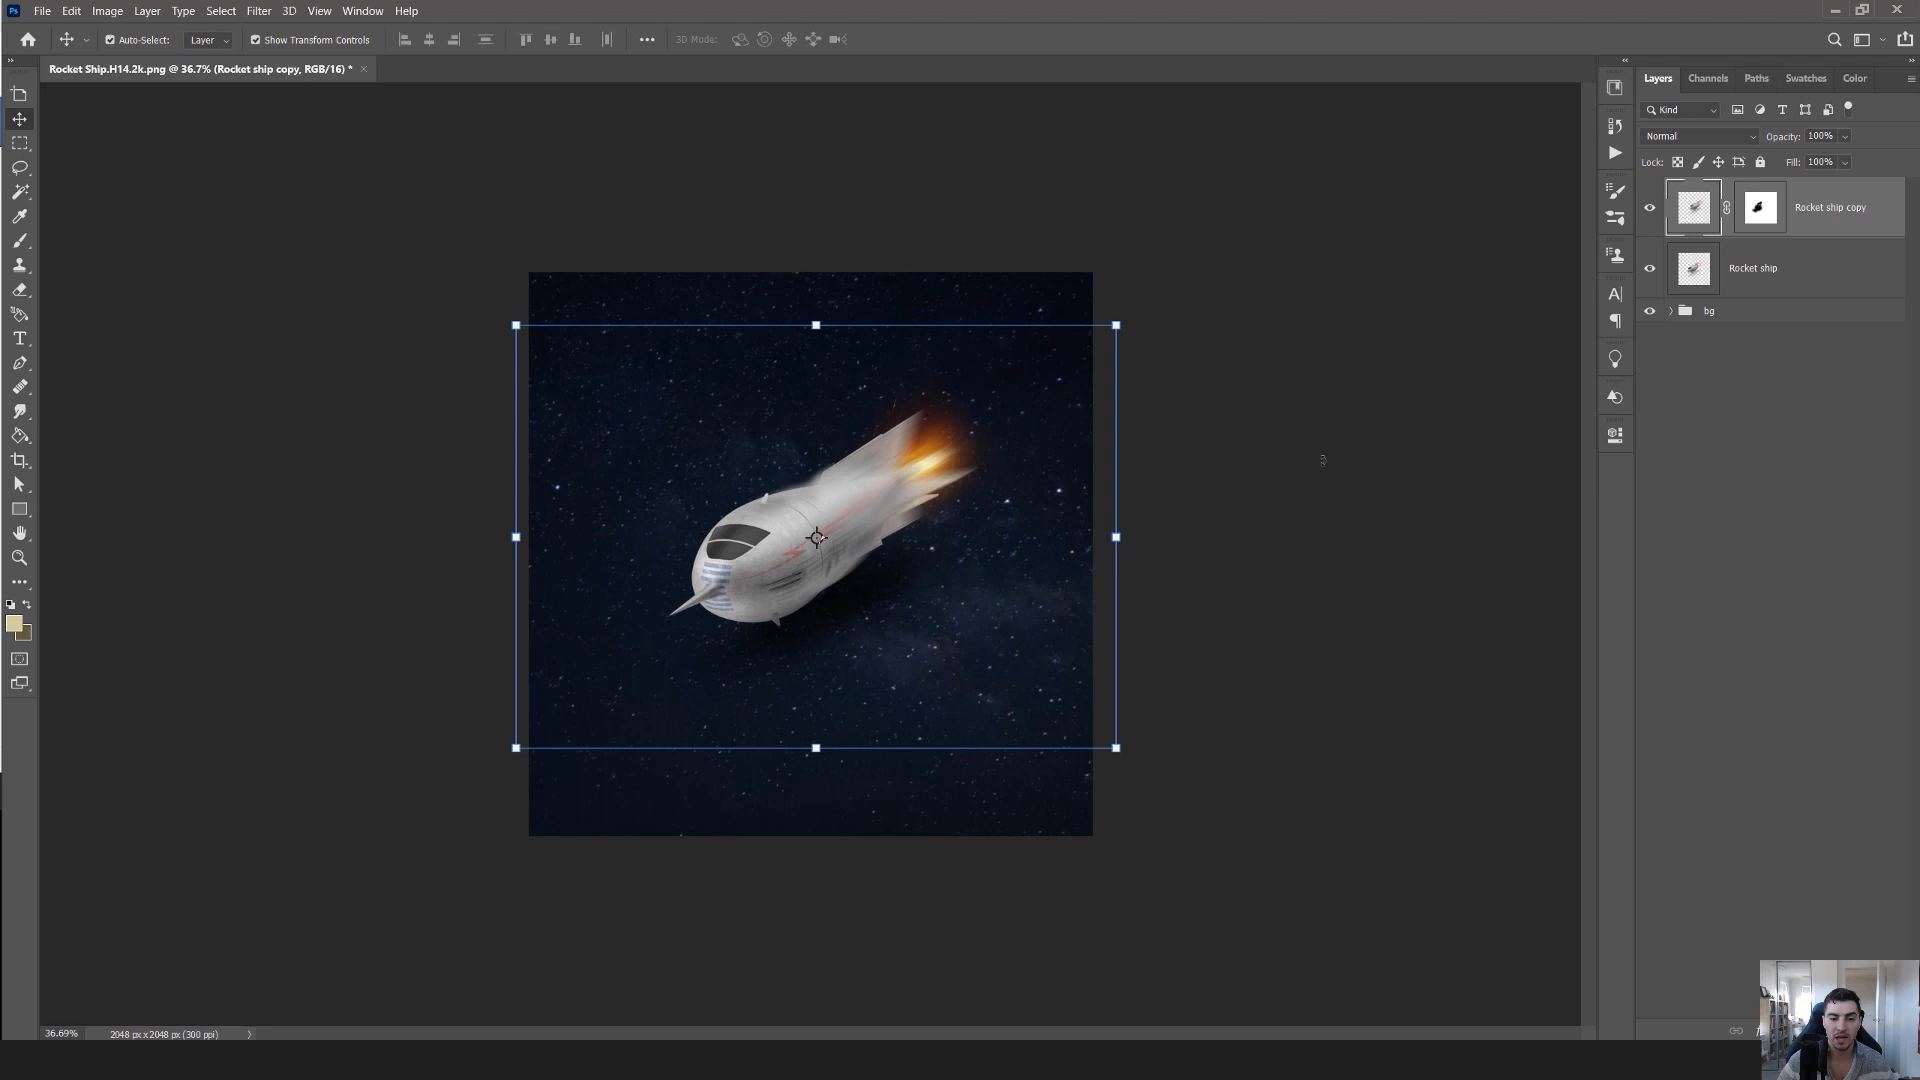 Ps File Edit Image Layer Type Select Filter 3D View Window Help
Auto-Select: Layer Show Transform Controls 3D Mode:
Rocket Ship.H14.2k.png @ 36.7% (Rocket ship copy, RGB/16) *
Layers Channels Paths Swatches Color
Kind
Normal Opacity: 100%
Lock: Fill: 100%
Rocket ship copy
Rocket ship
bg
36.69% 2048 px x 2048 px (300 ppi)